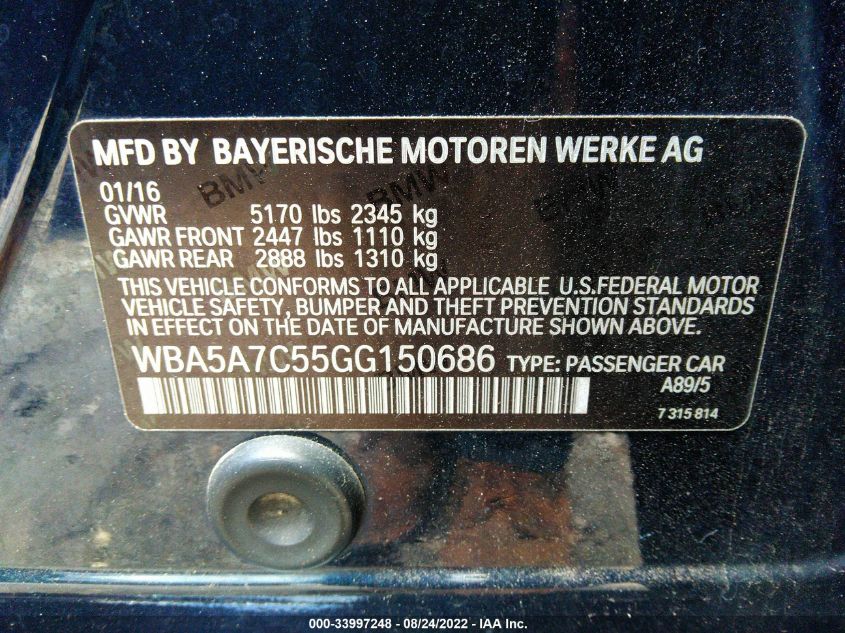 MFD BY BAYERISCHE MOTOREN WERKE AG
01/16
GVWR 5170 lbs 2345 kg
GAWR FRONT 2447 lbs 1110 kg
GAWR REAR 2888 lbs 1310 kg
THIS VEHICLE CONFORMS TO ALL APPLICABLE U.S.FEDERAL MOTOR
VEHICLE SAFETY, BUMPER AND THEFT PREVENTION STANDARDS
IN EFFECT ON THE DATE OF MANUFACTURE SHOWN ABOVE.
WBA5A7C55GG150686 TYPE: PASSENGER CAR
A89/5
7 315 814
000-33997248 - 08/24/2022 - IAA Inc.